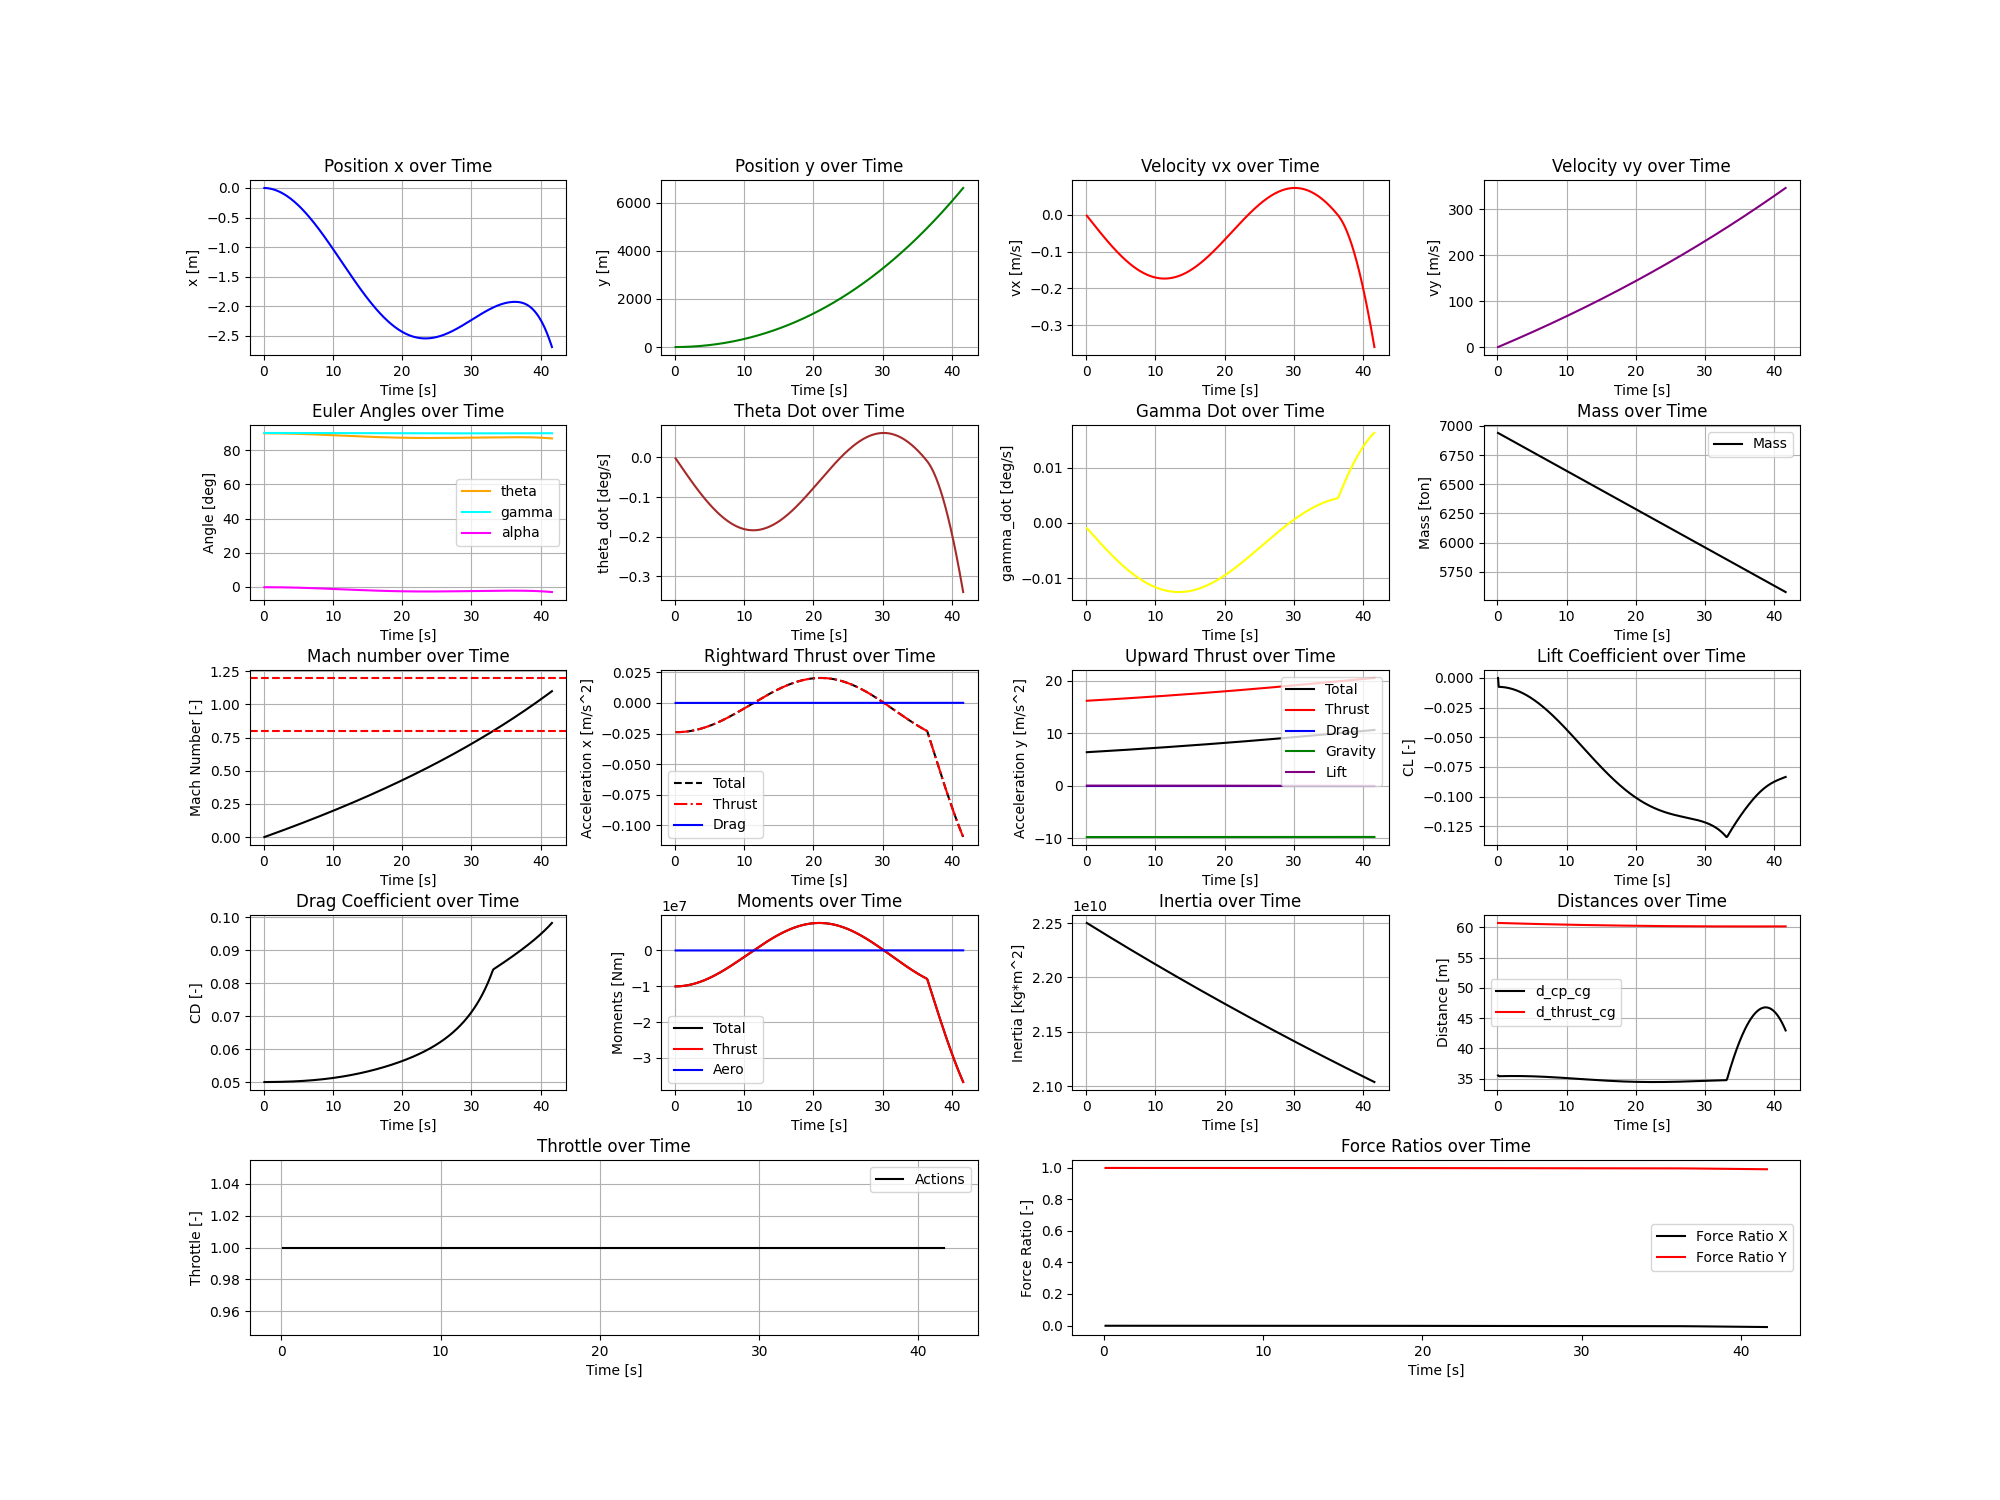 Position x over Time
x [m]
0.0
−0.5
−1.0
−1.5
−2.0
−2.5
0 10 20 30 40
Time [s]
Position y over Time
y [m]
6000
4000
2000
0
0 10 20 30 40
Time [s]
Velocity vx over Time
vx [m/s]
0.0
−0.1
−0.2
−0.3
0 10 20 30 40
Time [s]
Velocity vy over Time
vy [m/s]
300
200
100
0
0 10 20 30 40
Time [s]
Euler Angles over Time
Angle [deg]
80
60
40
20
0
theta
gamma
alpha
0 10 20 30 40
Time [s]
Theta Dot over Time
theta_dot [deg/s]
0.0
−0.1
−0.2
−0.3
0 10 20 30 40
Time [s]
Gamma Dot over Time
gamma_dot [deg/s]
0.01
0.00
−0.01
0 10 20 30 40
Time [s]
Mass over Time
Mass [ton]
7000
6750
6500
6250
6000
5750
Mass
0 10 20 30 40
Time [s]
Mach number over Time
Mach Number [-]
1.25
1.00
0.75
0.50
0.25
0.00
0 10 20 30 40
Time [s]
Rightward Thrust over Time
Acceleration x [m/s^2]
0.025
0.000
−0.025
−0.050
−0.075
−0.100
Total
Thrust
Drag
0 10 20 30 40
Time [s]
Upward Thrust over Time
Acceleration y [m/s^2]
20
10
0
−10
Total
Thrust
Drag
Gravity
Lift
0 10 20 30 40
Time [s]
Lift Coefficient over Time
CL [-]
0.000
−0.025
−0.050
−0.075
−0.100
−0.125
0 10 20 30 40
Time [s]
Drag Coefficient over Time
CD [-]
0.10
0.09
0.08
0.07
0.06
0.05
0 10 20 30 40
Time [s]
Moments over Time
1e7
Moments [Nm]
0
−1
−2
−3
Total
Thrust
Aero
0 10 20 30 40
Time [s]
Inertia over Time
1e10
Inertia [kg*m^2]
2.25
2.20
2.15
2.10
0 10 20 30 40
Time [s]
Distances over Time
Distance [m]
60
55
50
45
40
35
d_cp_cg
d_thrust_cg
0 10 20 30 40
Time [s]
Throttle over Time
Throttle [-]
1.04
1.02
1.00
0.98
0.96
Actions
0 10 20 30 40
Time [s]
Force Ratios over Time
Force Ratio [-]
1.0
0.8
0.6
0.4
0.2
0.0
Force Ratio X
Force Ratio Y
0 10 20 30 40
Time [s]